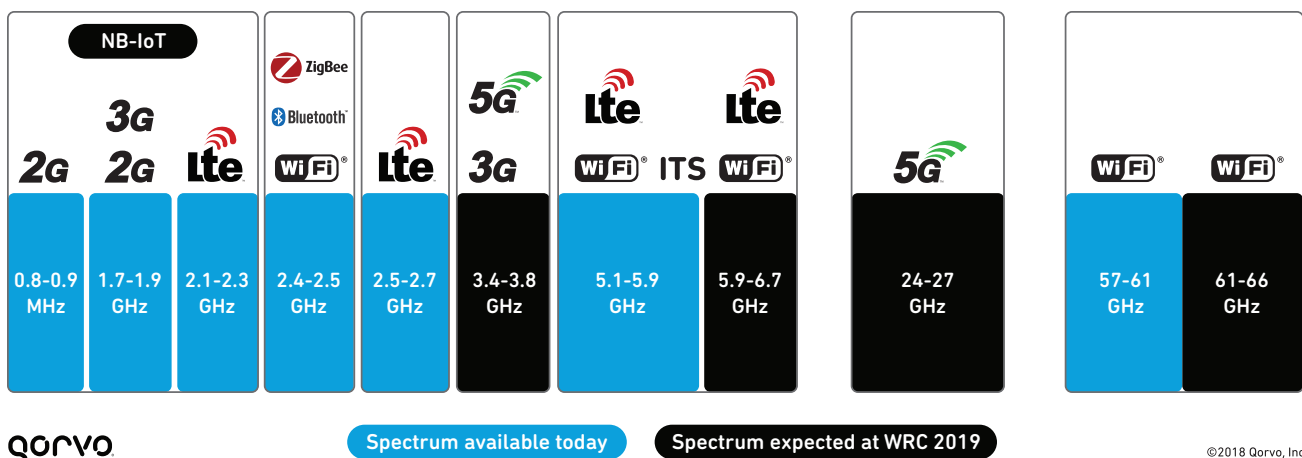 NB-IoT
ZigBee
3G
Bluetooth™
5G
Lte
Lte
2G
2G
Lte
WiFi®
Lte
3G
WiFi®
ITS
WiFi®
5G
WiFi®
WiFi®
0.8-0.9
MHz
1.7-1.9
GHz
2.1-2.3
GHz
2.4-2.5
GHz
2.5-2.7
GHz
3.4-3.8
GHz
5.1-5.9
GHz
5.9-6.7
GHz
24-27
GHz
57-61
GHz
61-66
GHz
QORVO
Spectrum available today
Spectrum expected at WRC 2019
©2018 Qorvo, Inc